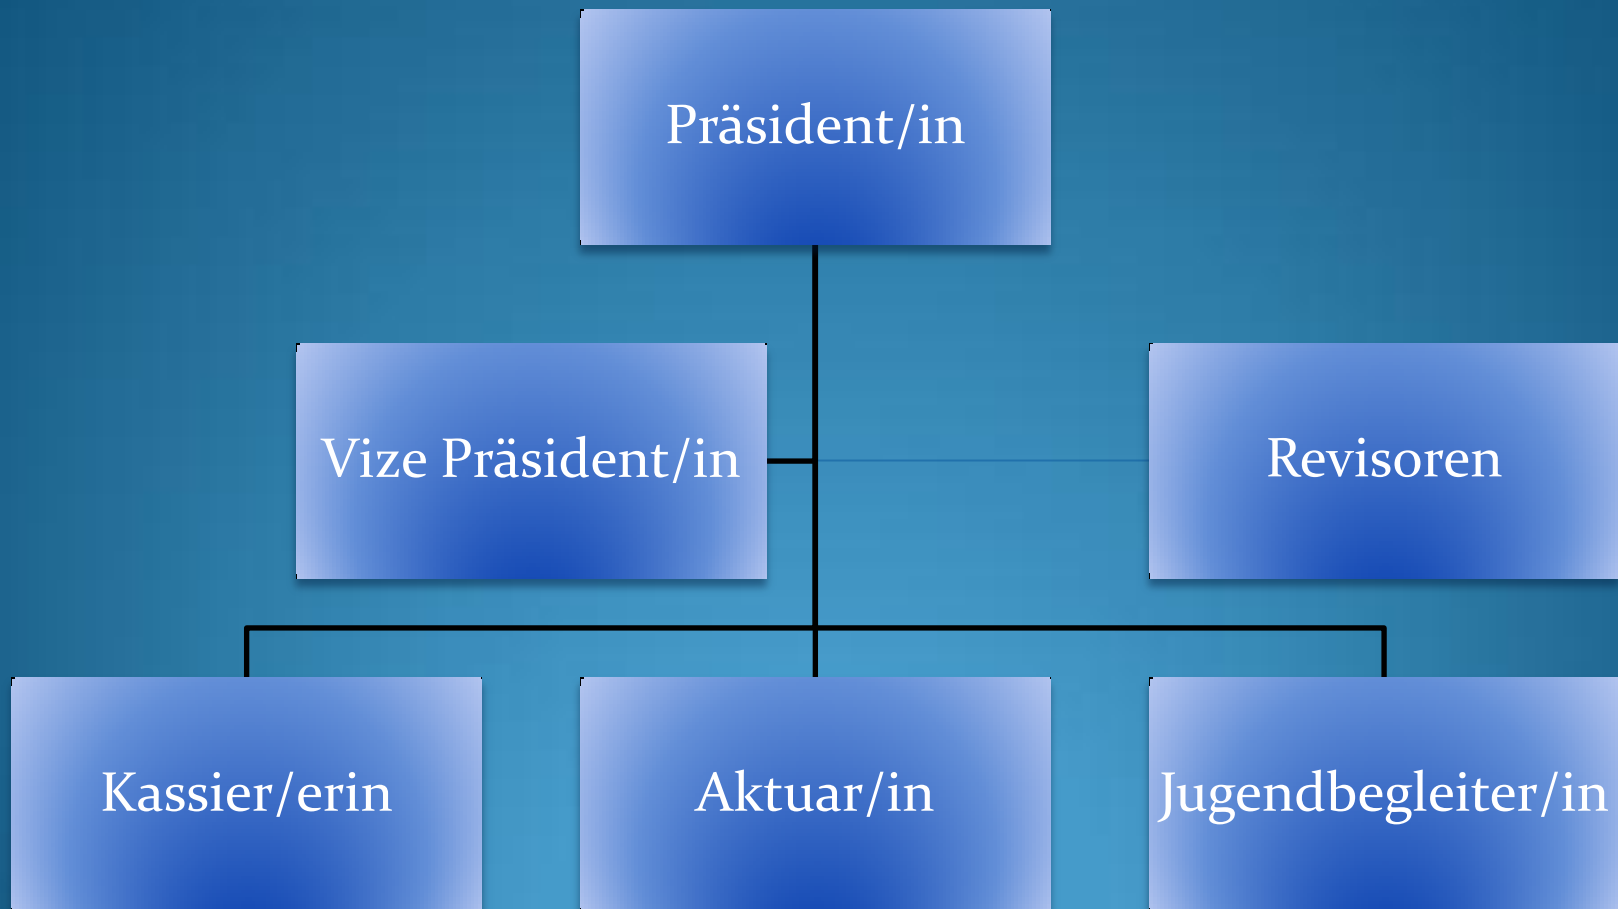 Präsident/in
Vize Präsident/in
Revisoren
Kassier/erin
Aktuar/in
Jugendbegleiter/in